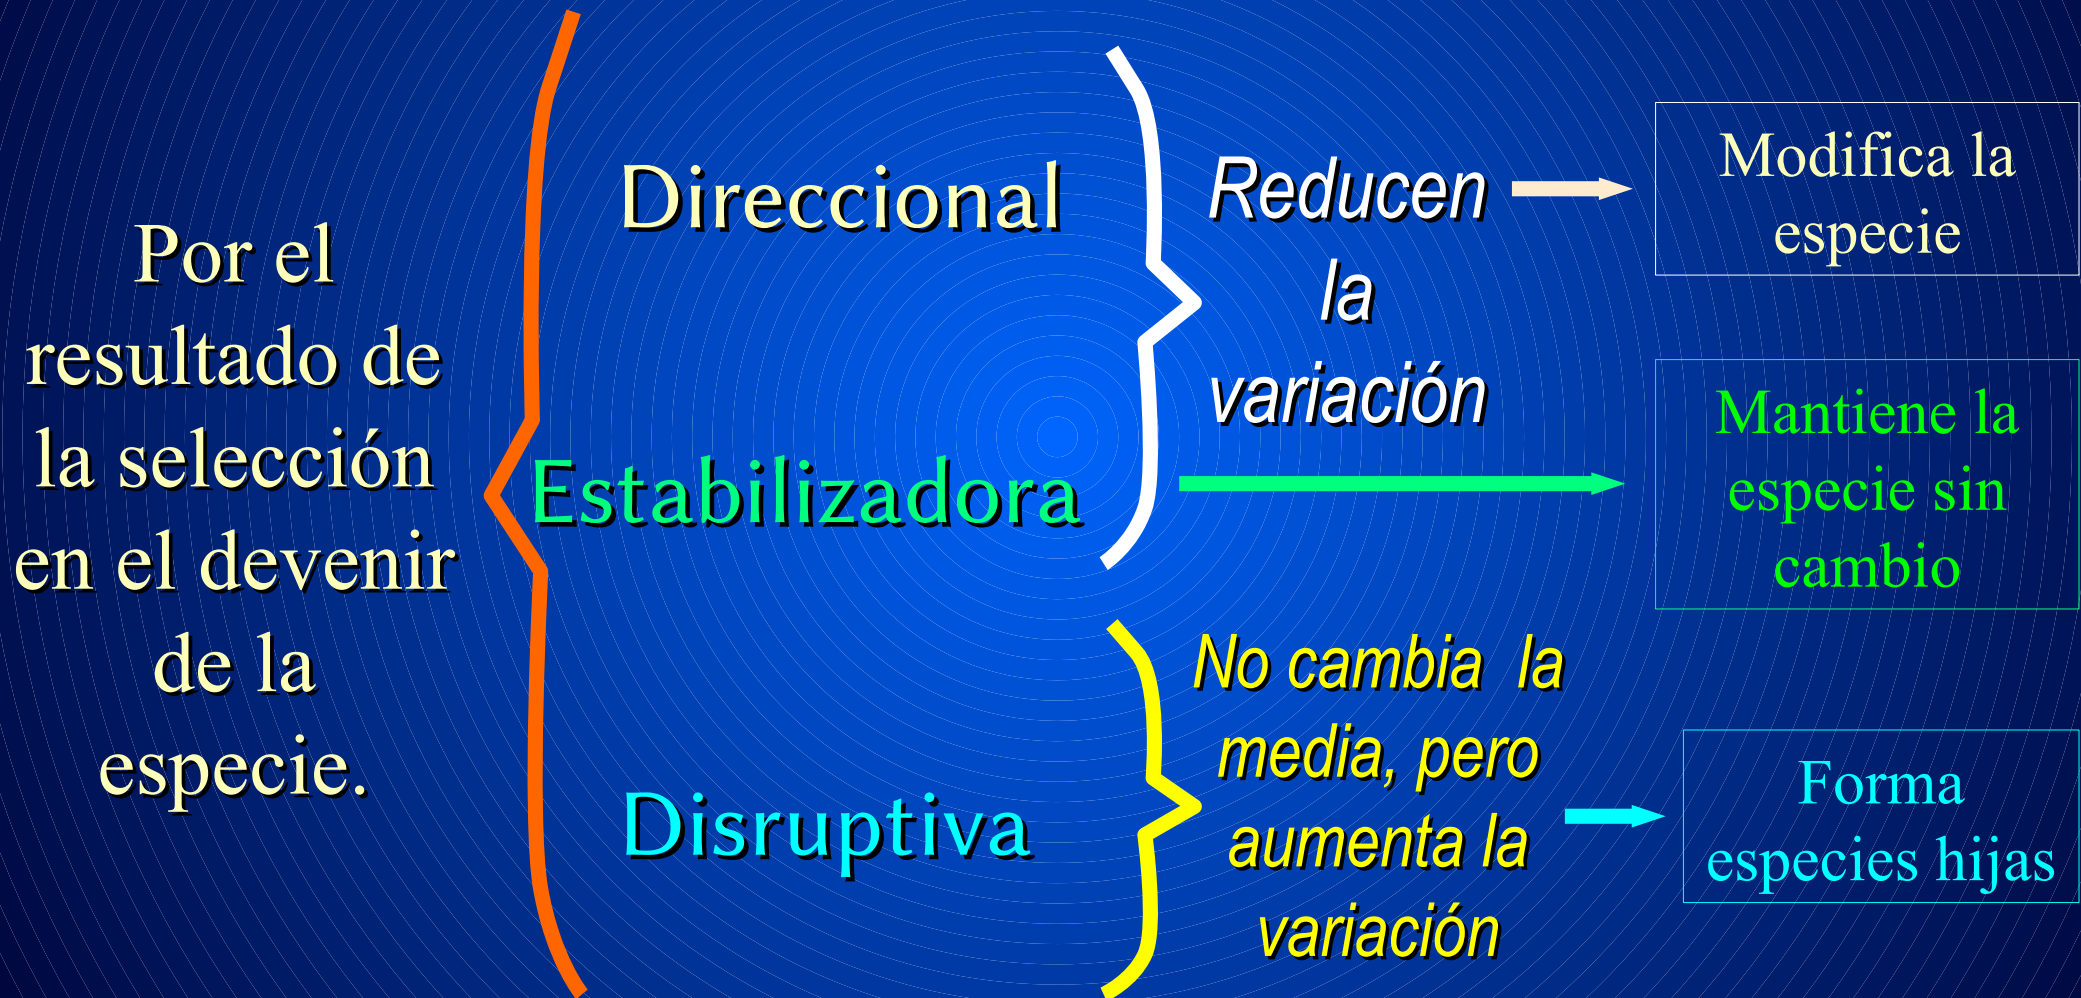 Por el
resultado de
la selección
en el devenir
de la
especie.
Direccional
Estabilizadora
Disruptiva
Reducen
la
variación
No cambia la
media, pero
aumenta la
variación
Modifica la
especie
Mantiene la
especie sin
cambio
Forma
especies hijas